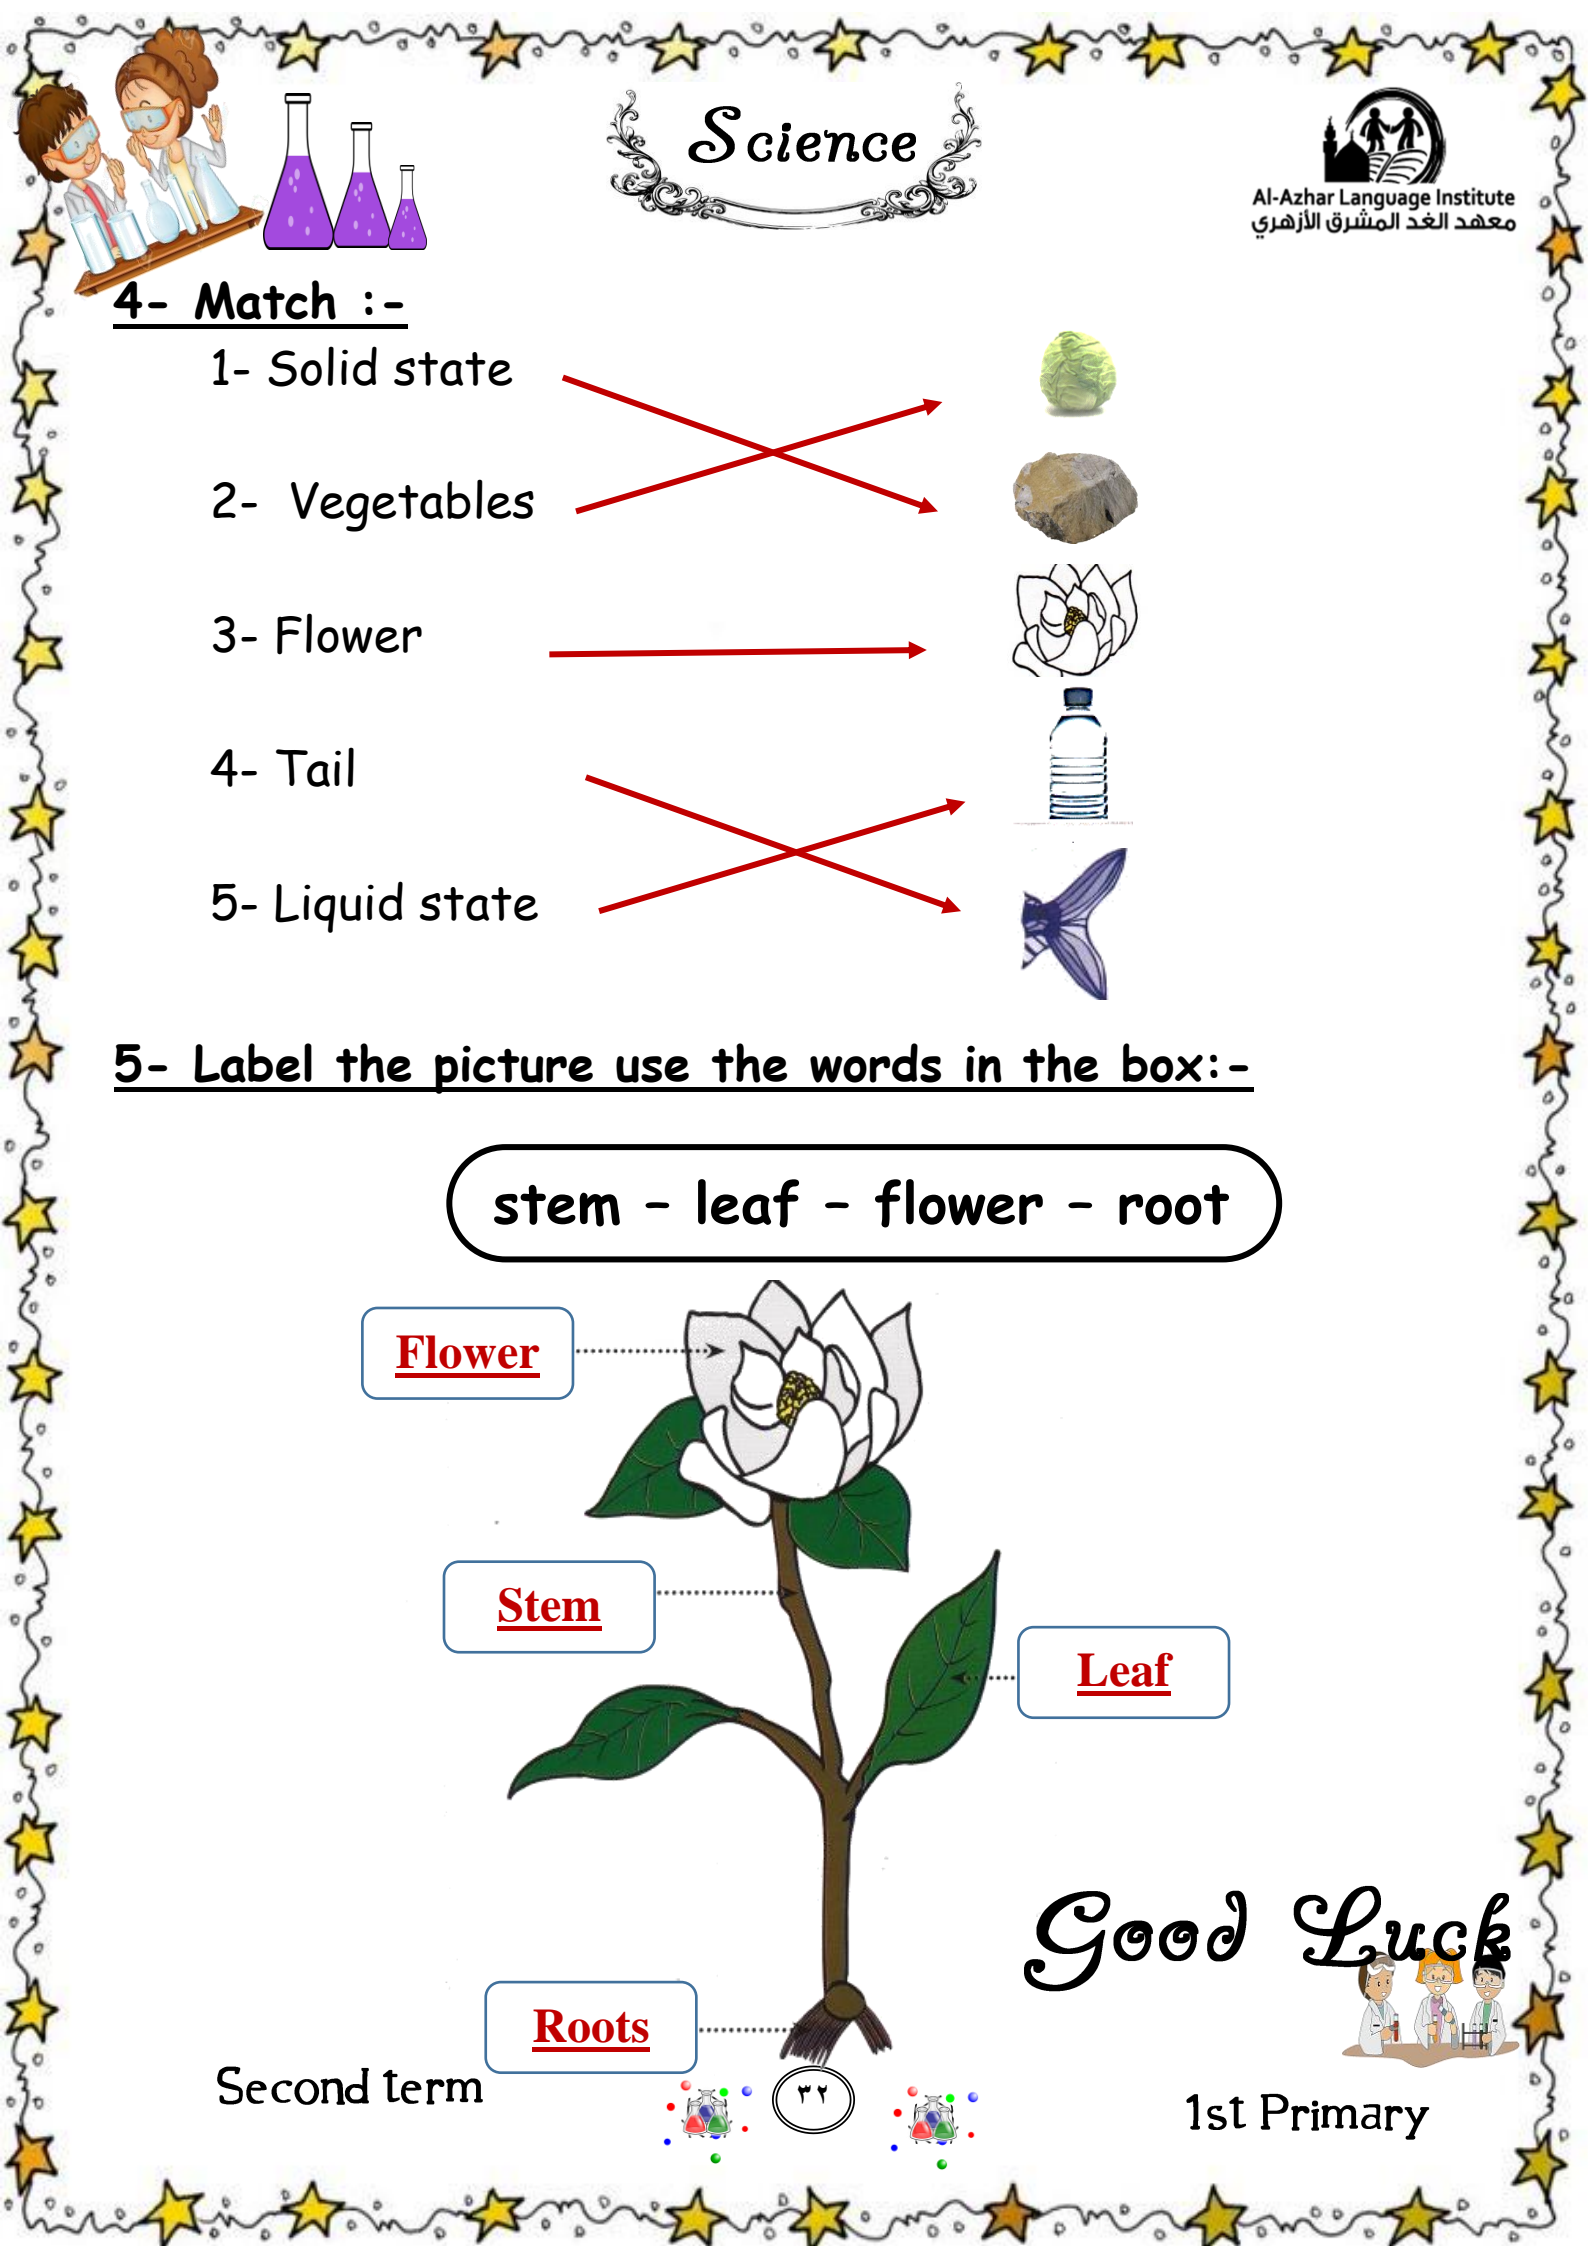 Science
Al-Azhar Language Institute
معهد الغد المشرق الأزهري
4- Match :-
1- Solid state
2- Vegetables
3- Flower
4- Tail
5- Liquid state
5- Label the picture use the words in the box:-
stem – leaf – flower – root
Flower
Stem
Leaf
Roots
Good Luck
Second term
٣٢
1st Primary